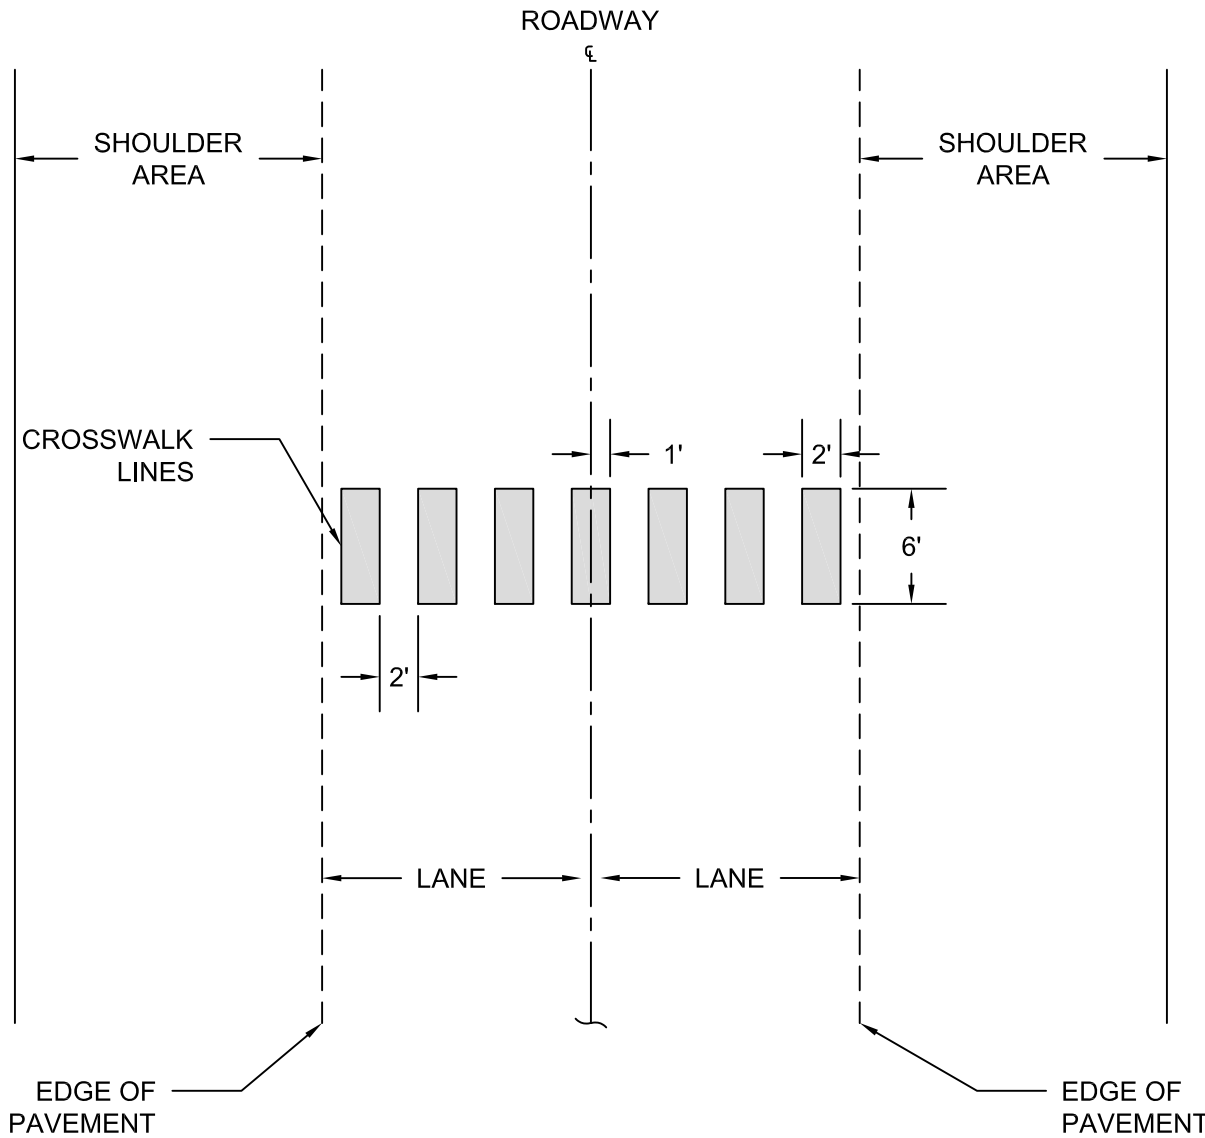 ROADWAY
℄
SHOULDER
AREA
SHOULDER
AREA
CROSSWALK
LINES
1'
2'
6'
2'
LANE
LANE
EDGE OF
PAVEMENT
EDGE OF
PAVEMENT